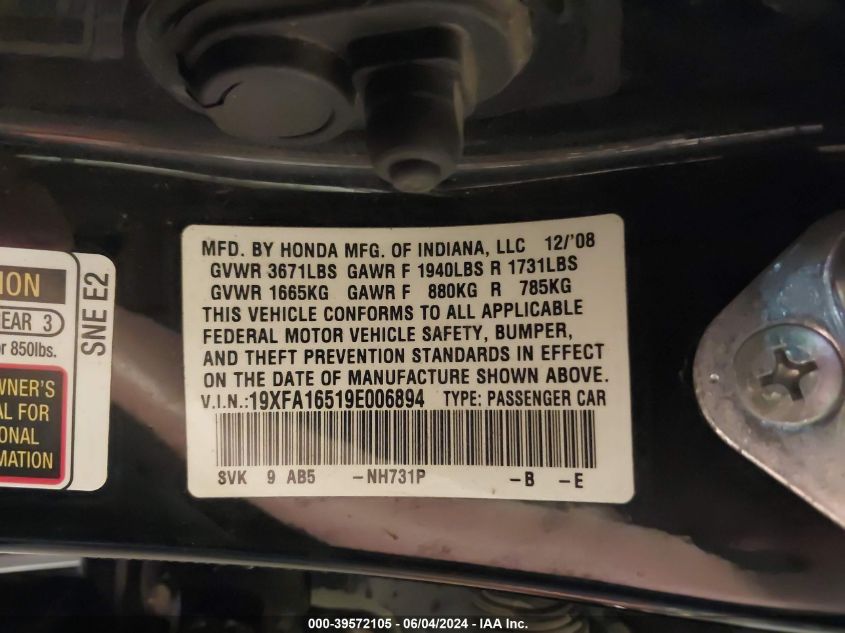 MFD. BY HONDA MFG. OF INDIANA, LLC 12/'08
GVWR 3671LBS GAWR F 1940LBS R 1731LBS
GVWR 1665KG GAWR F 880KG R 785KG
THIS VEHICLE CONFORMS TO ALL APPLICABLE
FEDERAL MOTOR VEHICLE SAFETY, BUMPER,
AND THEFT PREVENTION STANDARDS IN EFFECT
ON THE DATE OF MANUFACTURE SHOWN ABOVE.
V.I.N.:19XFA16519E006894 TYPE: PASSENGER CAR
SVK 9 AB5 -NH731P -B -E
ION
EAR 3
or 850lbs.
WNER'S
AL FOR
ONAL
MATION
SNE E2
000-39572105 - 06/04/2024 - IAA Inc.